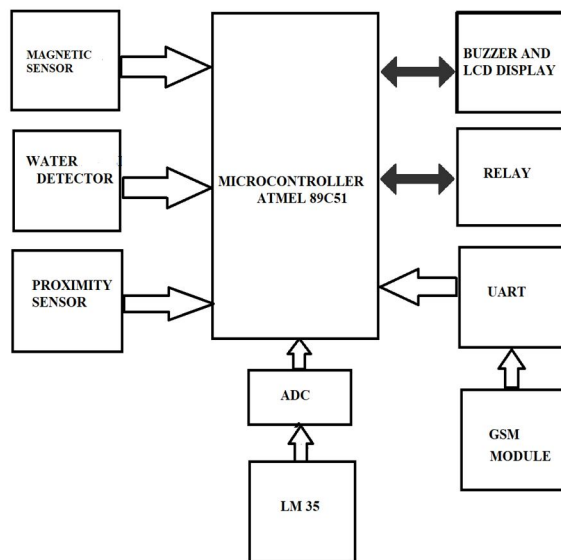 MAGNETIC
SENSOR
WATER
DETECTOR
PROXIMITY
SENSOR
MICROCONTROLLER
ATMEL 89C51
BUZZER AND
LCD DISPLAY
RELAY
UART
GSM
MODULE
ADC
LM 35